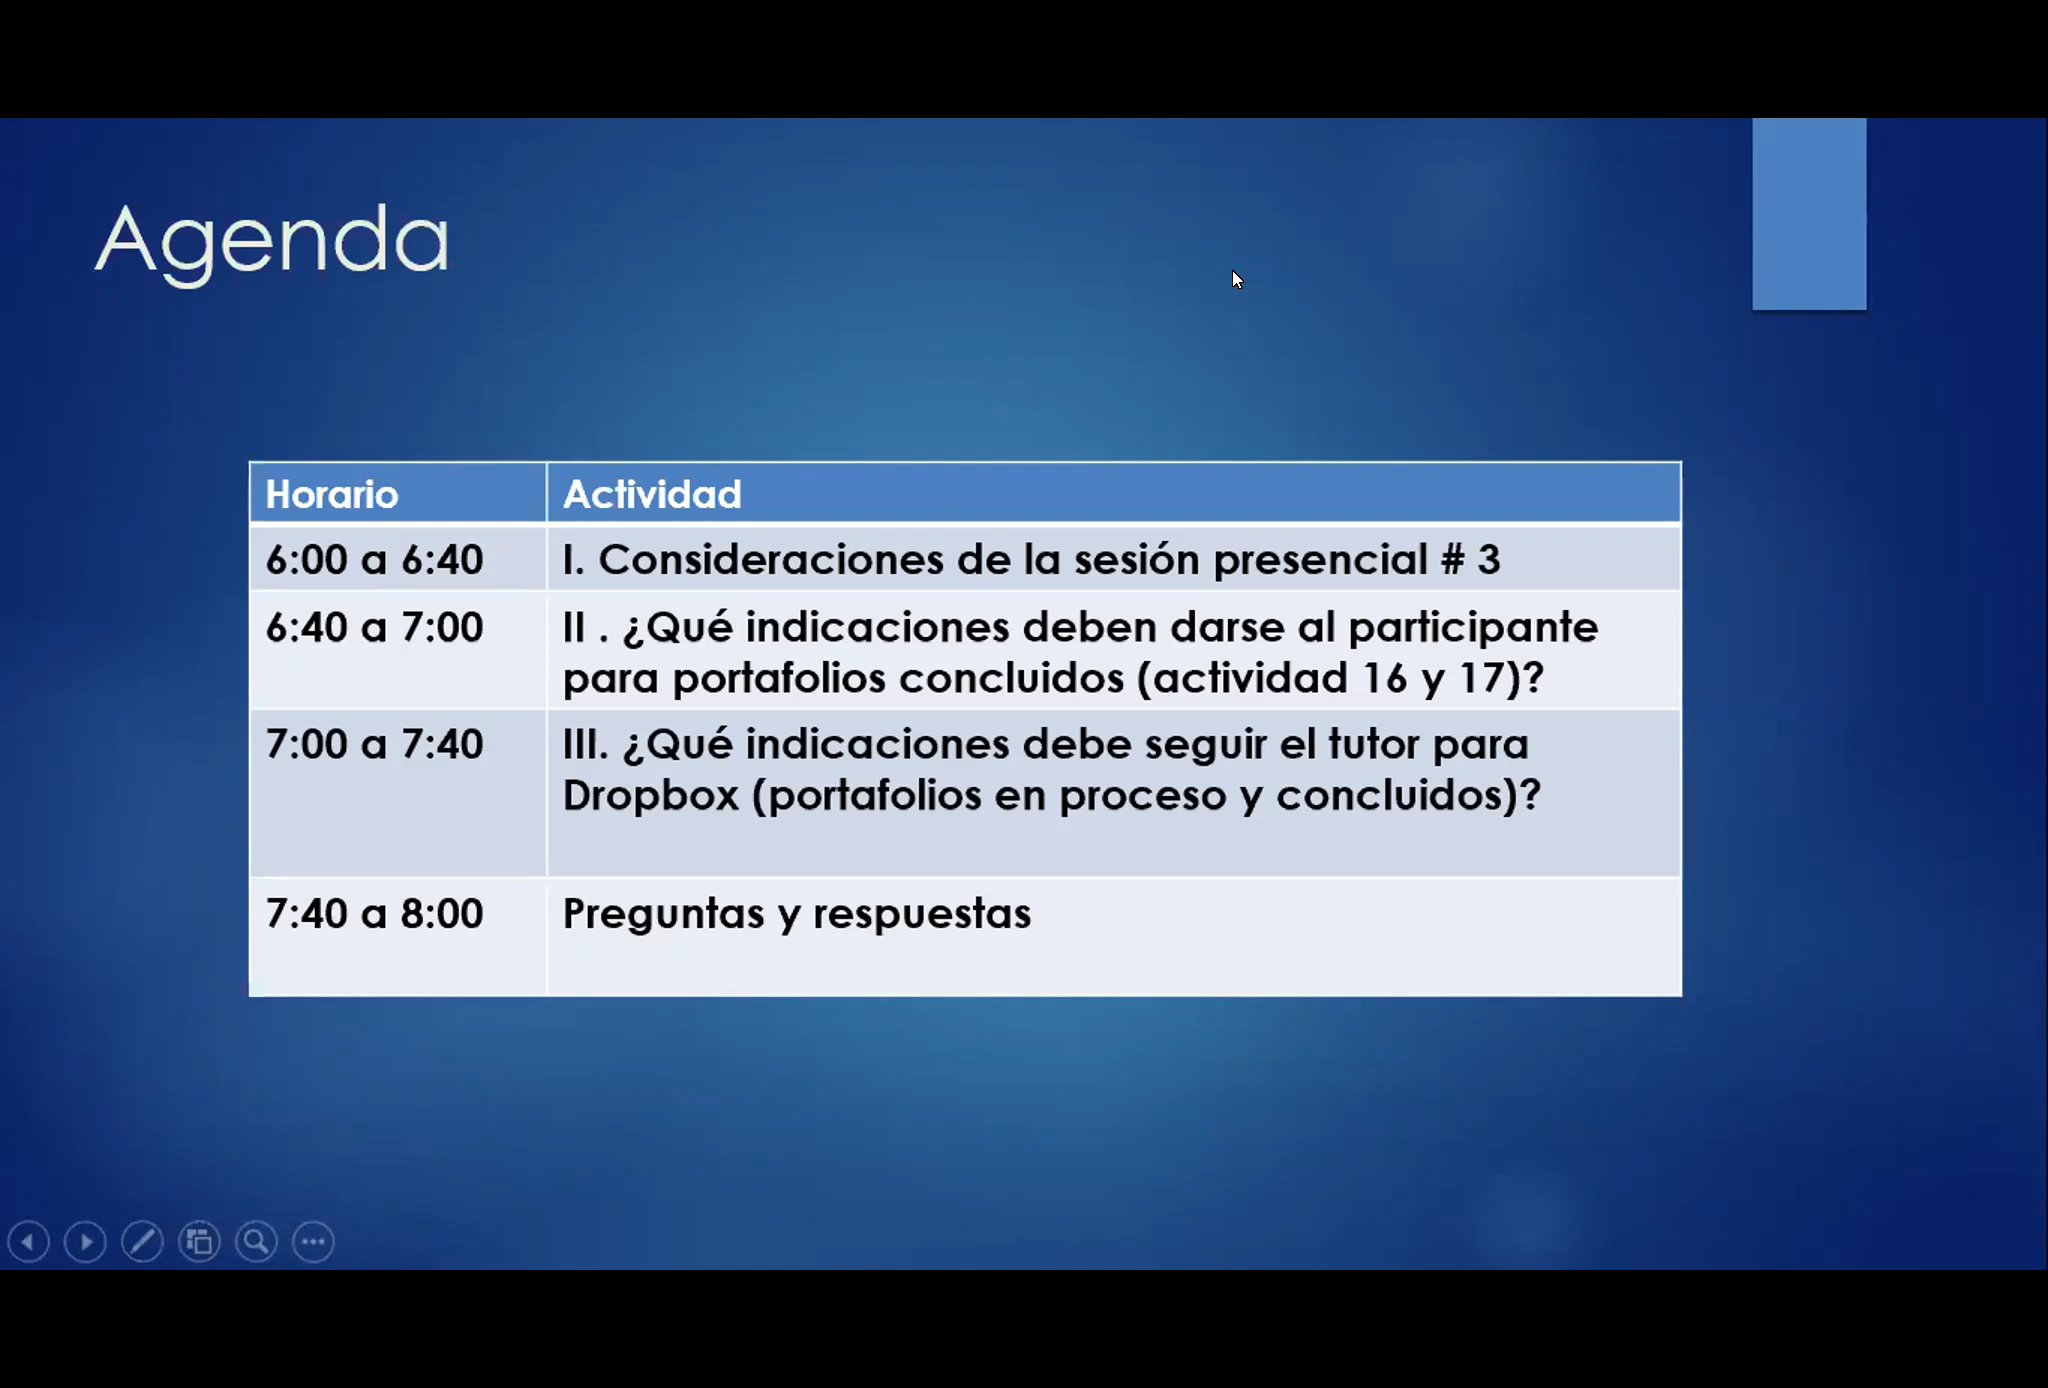 Agenda
Horario
Actividad
6:00 a 6:40
I. Consideraciones de la sesión presencial # 3
6:40 a 7:00
II . ¿Qué indicaciones deben darse al participante
para portafolios concluidos (actividad 16 y 17)?
7:00 a 7:40
III. ¿Qué indicaciones debe seguir el tutor para
Dropbox (portafolios en proceso y concluidos)?
7:40 a 8:00
Preguntas y respuestas